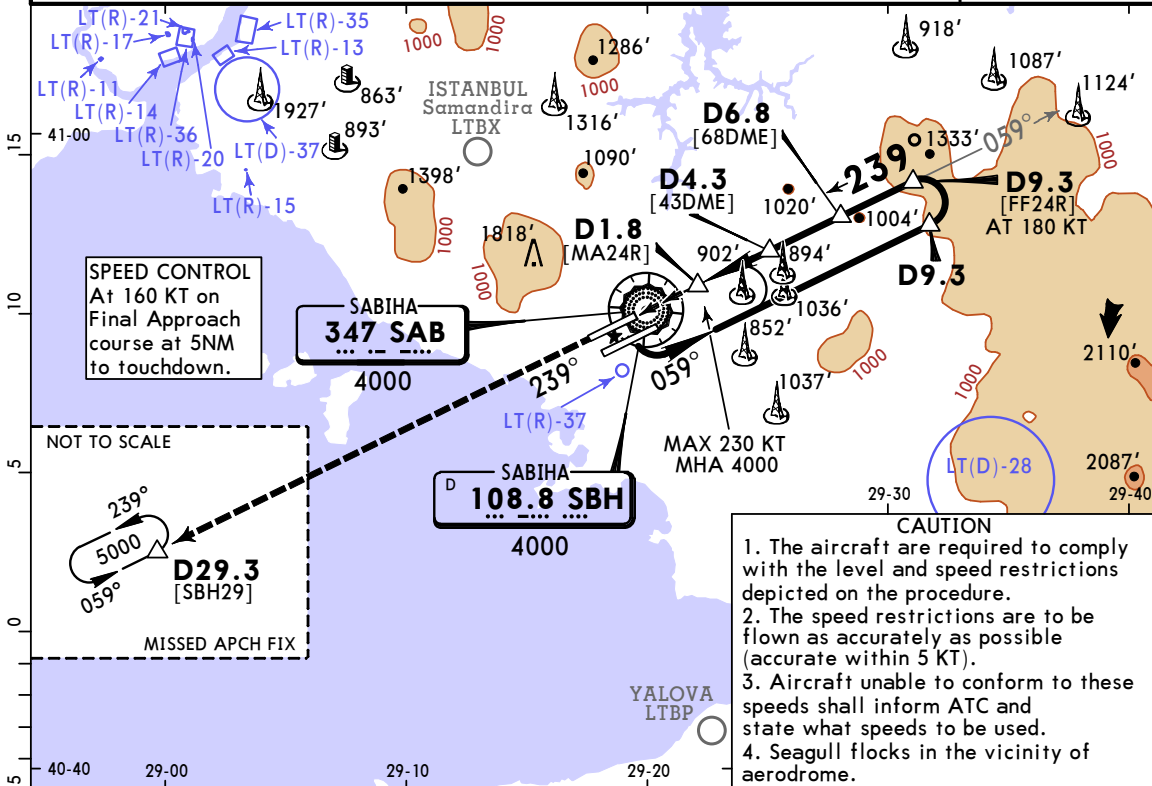 LT(R)-21
LT(R)-17
LT(R)-35
LT(R)-13
LT(R)-11
LT(R)-14
LT(R)-36
LT(R)-20
LT(D)-37
LT(R)-15
1927'
863'
893'
1000
1000
1286'
1000
918'
1087'
1124'
1000
ISTANBUL
Samandira
LTBX
1316'
1090'
1398'
1000
1818'
1000
15
41-00
D6.8
[68DME]
D4.3
[43DME]
D1.8
[MA24R]
239
1333'
059°
D9.3
[FF24R]
AT 180 KT
D9.3
1020'
1004'
902'
894'
1036'
852'
1037'
1000
1000
2110'
2087'
SPEED CONTROL
At 160 KT on
Final Approach
course at 5NM
to touchdown.
10
SABIHA
347 SAB
4000
239°
059°
LT(R)-37
MAX 230 KT
MHA 4000
SABIHA
D 108.8 SBH
4000
LT(D)-28
29-30
29-40
5
NOT TO SCALE
239°
5000
059°
D29.3
[SBH29]
MISSED APCH FIX
0
YALOVA
LTBP
CAUTION
1. The aircraft are required to comply
with the level and speed restrictions
depicted on the procedure.
2. The speed restrictions are to be
flown as accurately as possible
(accurate within 5 KT).
3. Aircraft unable to conform to these
speeds shall inform ATC and
state what speeds to be used.
4. Seagull flocks in the vicinity of
aerodrome.
5
40-40
29-00
29-10
29-20